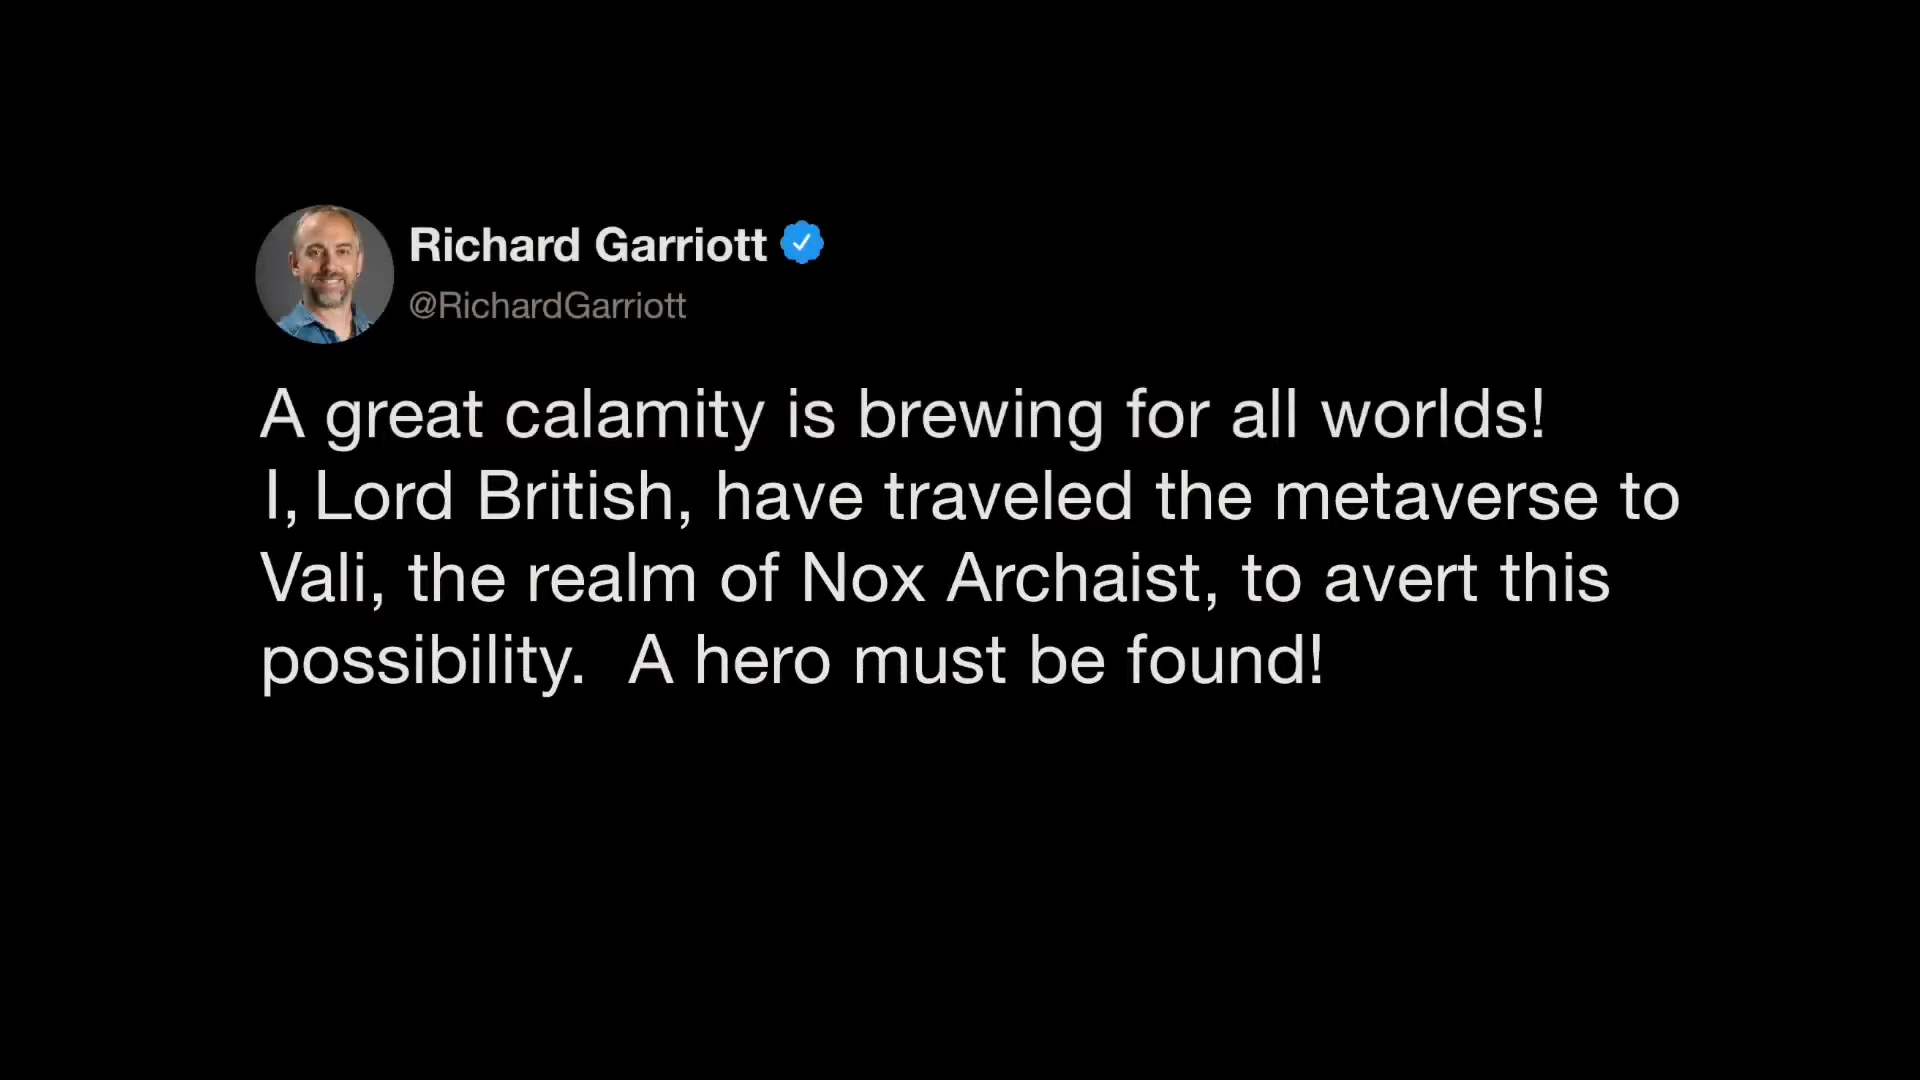 Richard Garriott
@RichardGarriott
A great calamity is brewing for all worlds!
I, Lord British, have traveled the metaverse to
Vali, the realm of Nox Archaist, to avert this
possibility.  A hero must be found!